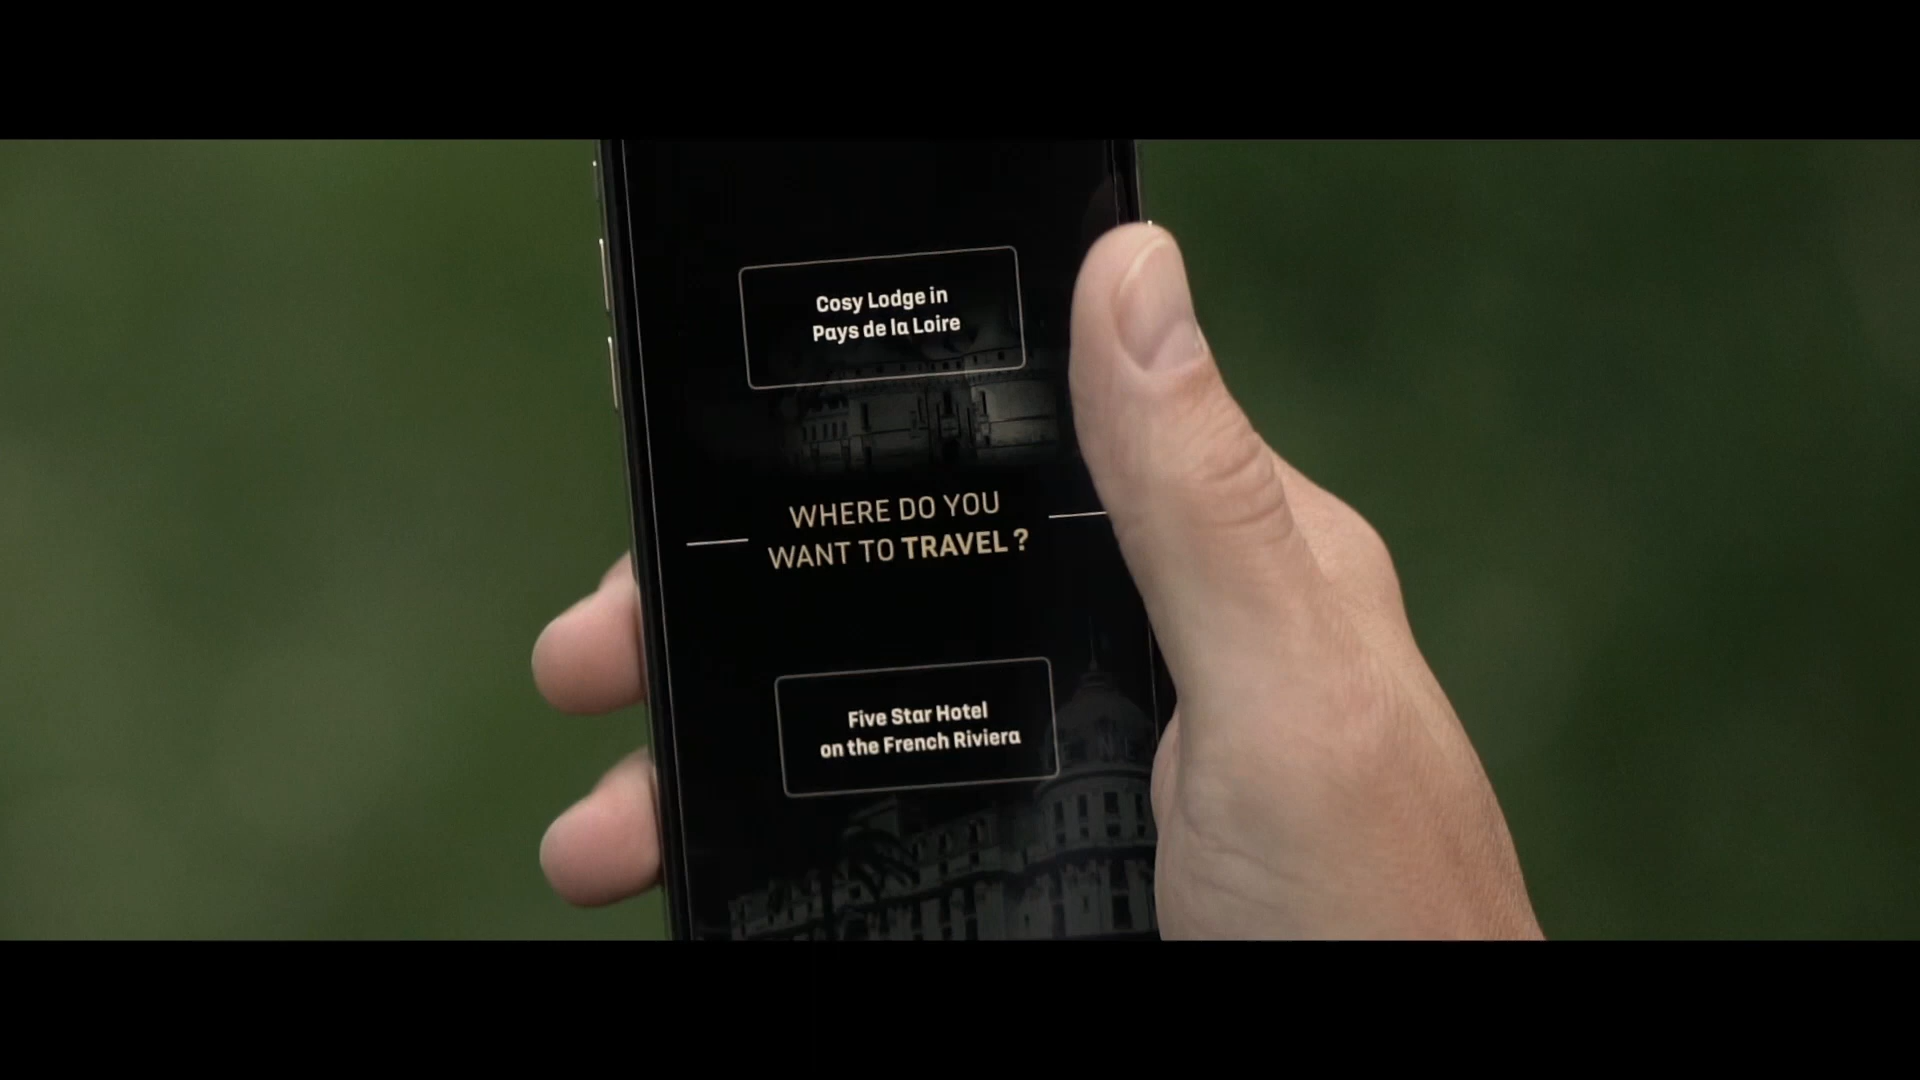 Cosy Lodge in
Pays de la Loire
WHERE DO YOU
WANT TO TRAVEL ?
Five Star Hotel
on the French Riviera